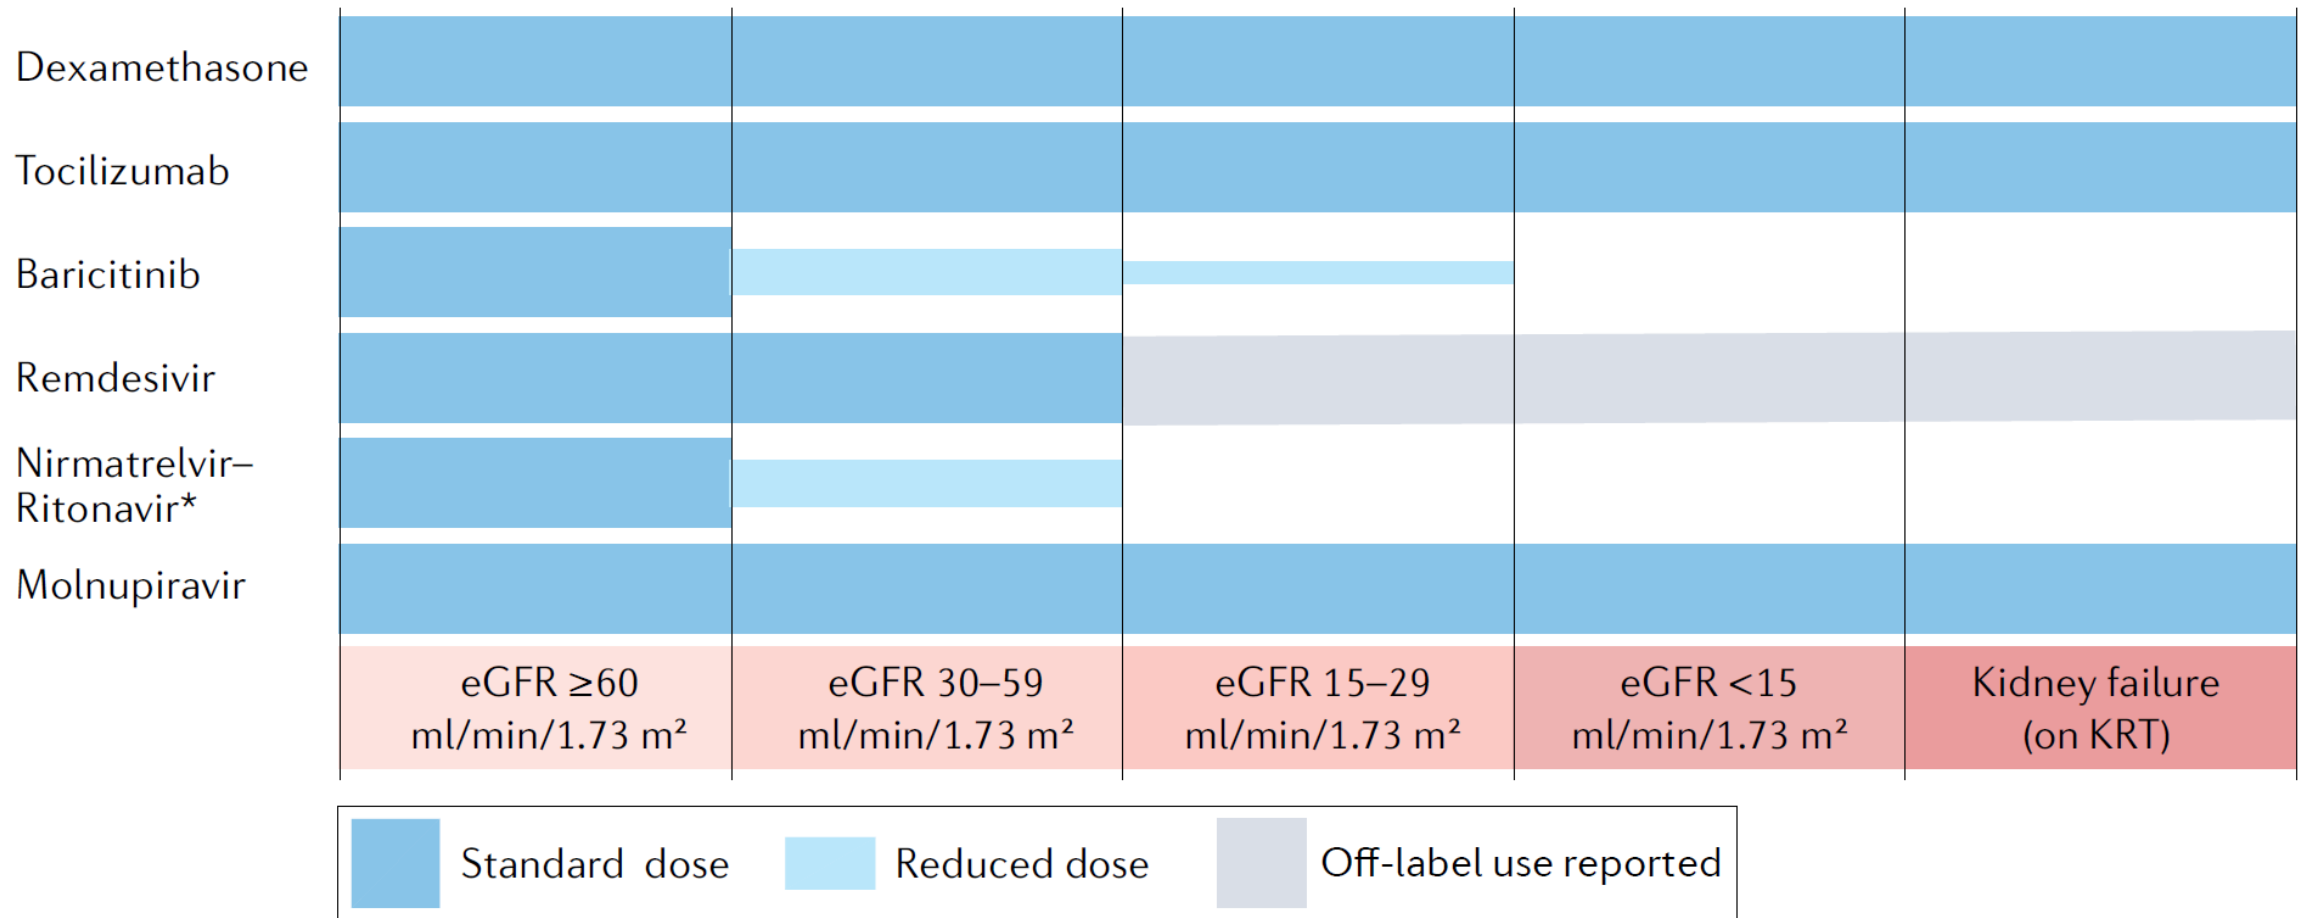 Dexamethasone
Tocilizumab
Baricitinib
Remdesivir
Nirmatrelvir–
Ritonavir*
Molnupiravir
eGFR ≥60
ml/min/1.73 m²
eGFR 30–59
ml/min/1.73 m²
eGFR 15–29
ml/min/1.73 m²
eGFR <15
ml/min/1.73 m²
Kidney failure
(on KRT)
Standard dose
Reduced dose
Off-label use reported